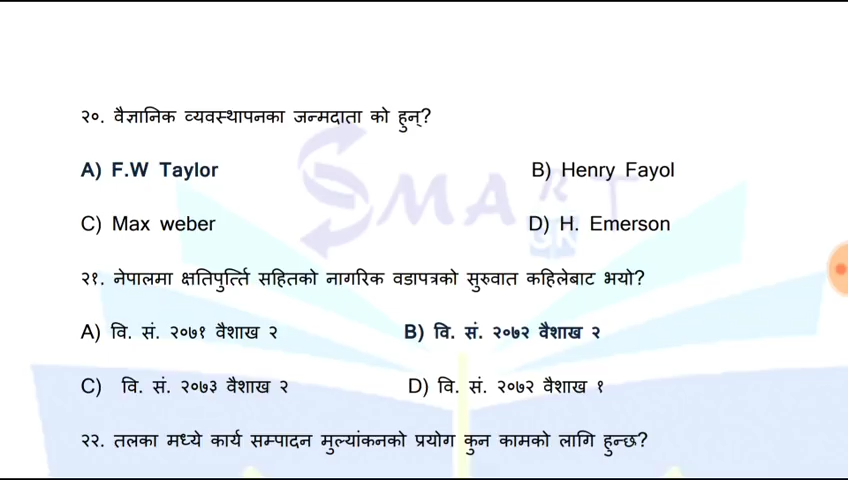 २०. वैज्ञानिक व्यवस्थापनका जन्मदाता को हुन्?
A) F.W Taylor B) Henry Fayol
SMART
GK
C) Max weber D) H. Emerson
२१. नेपालमा क्षतिपुर्त्ति सहितको नागरिक वडापत्रको सुरुवात कहिलेबाट भयो?
A) वि. सं. २०७१ वैशाख २ B) वि. सं. २०७२ वैशाख २
C) वि. सं. २०७३ वैशाख २ D) वि. सं. २०७२ वैशाख १
२२. तलका मध्ये कार्य सम्पादन मुल्यांकनको प्रयोग कुन कामको लागि हुन्छ?